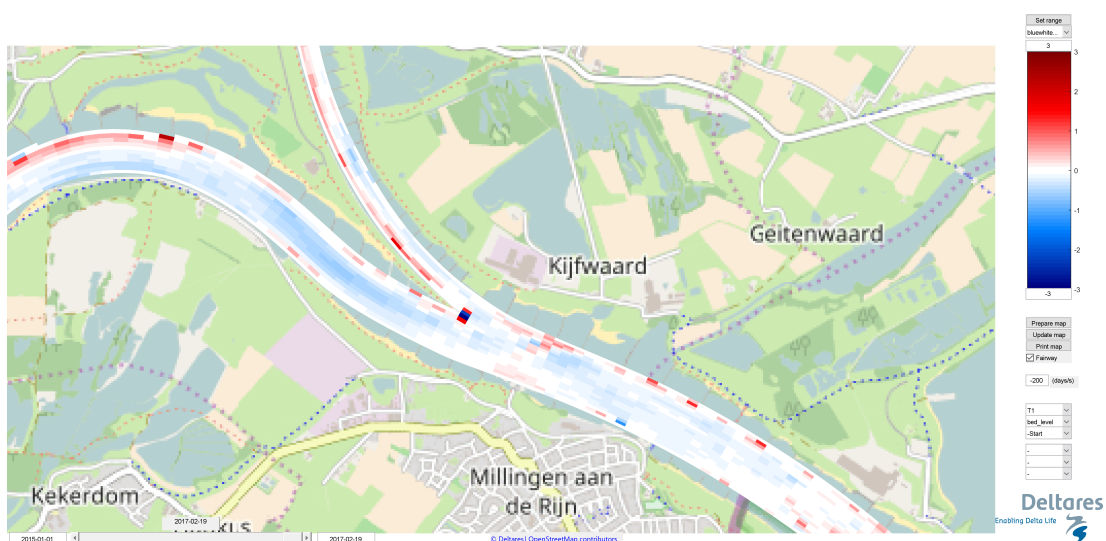 Set range
bluewhite...
3
3
2
1
0
-1
-2
-3
-3
Geitenwaard
Kijfwaard
Prepare map
Update map
Print map
Fairway
-200 (days/s)
T1
bed_level
-Start
-
-
-
Millingen aan
de Rijn
Kekerdom
Deltares
Enabling Delta Life
2017-02-19
2015-01-01
2017-02-19
© Deltares | OpenStreetMap contributors